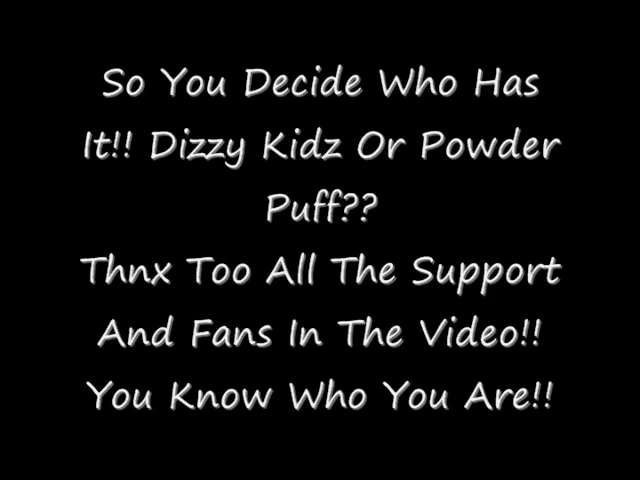 So You Decide Who Has
It!! Dizzy Kidz Or Powder
Puff??
Thnx Too All The Support
And Fans In The Video!!
You Know Who You Are!!